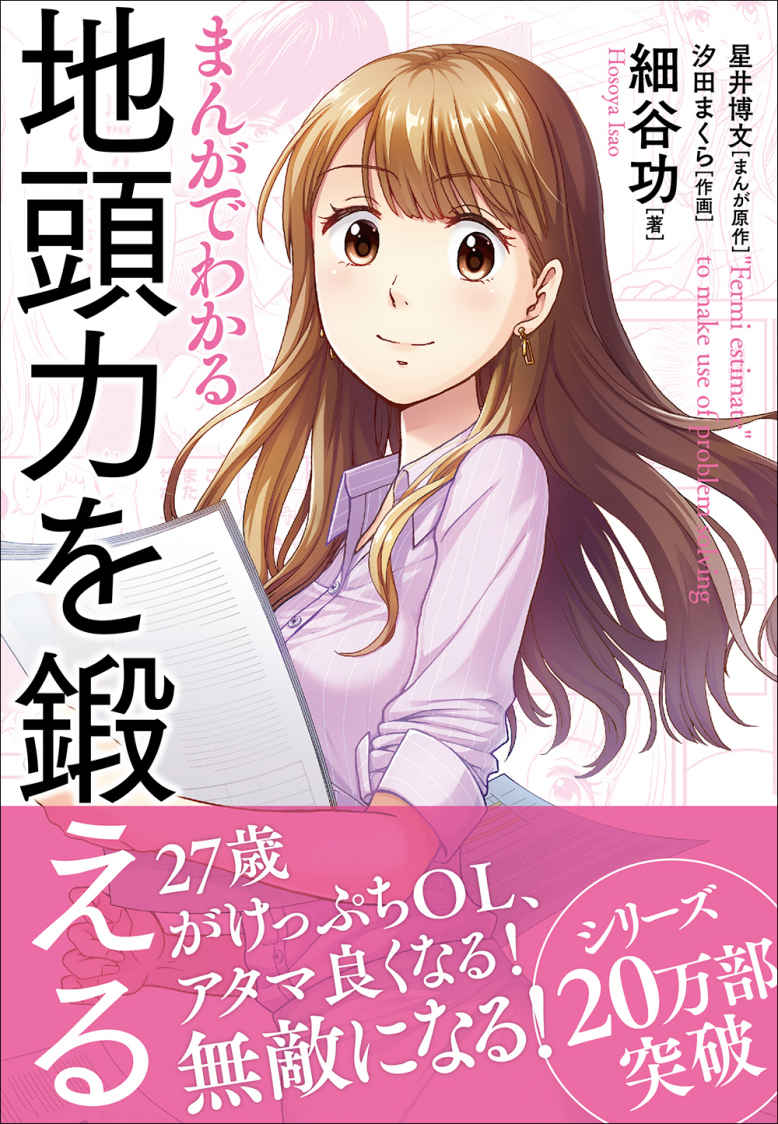 まんがでわかる
地頭力を鍛える
星井博文[まんが原作]
汐田まくら[作画]
細谷功[著]
Hosoya Isao
"Fermi estimate"
to make use of problem solving
27歳
がけっぷちOL、
アタマ良くなる!
無敵になる!
シリーズ
20万部
突破